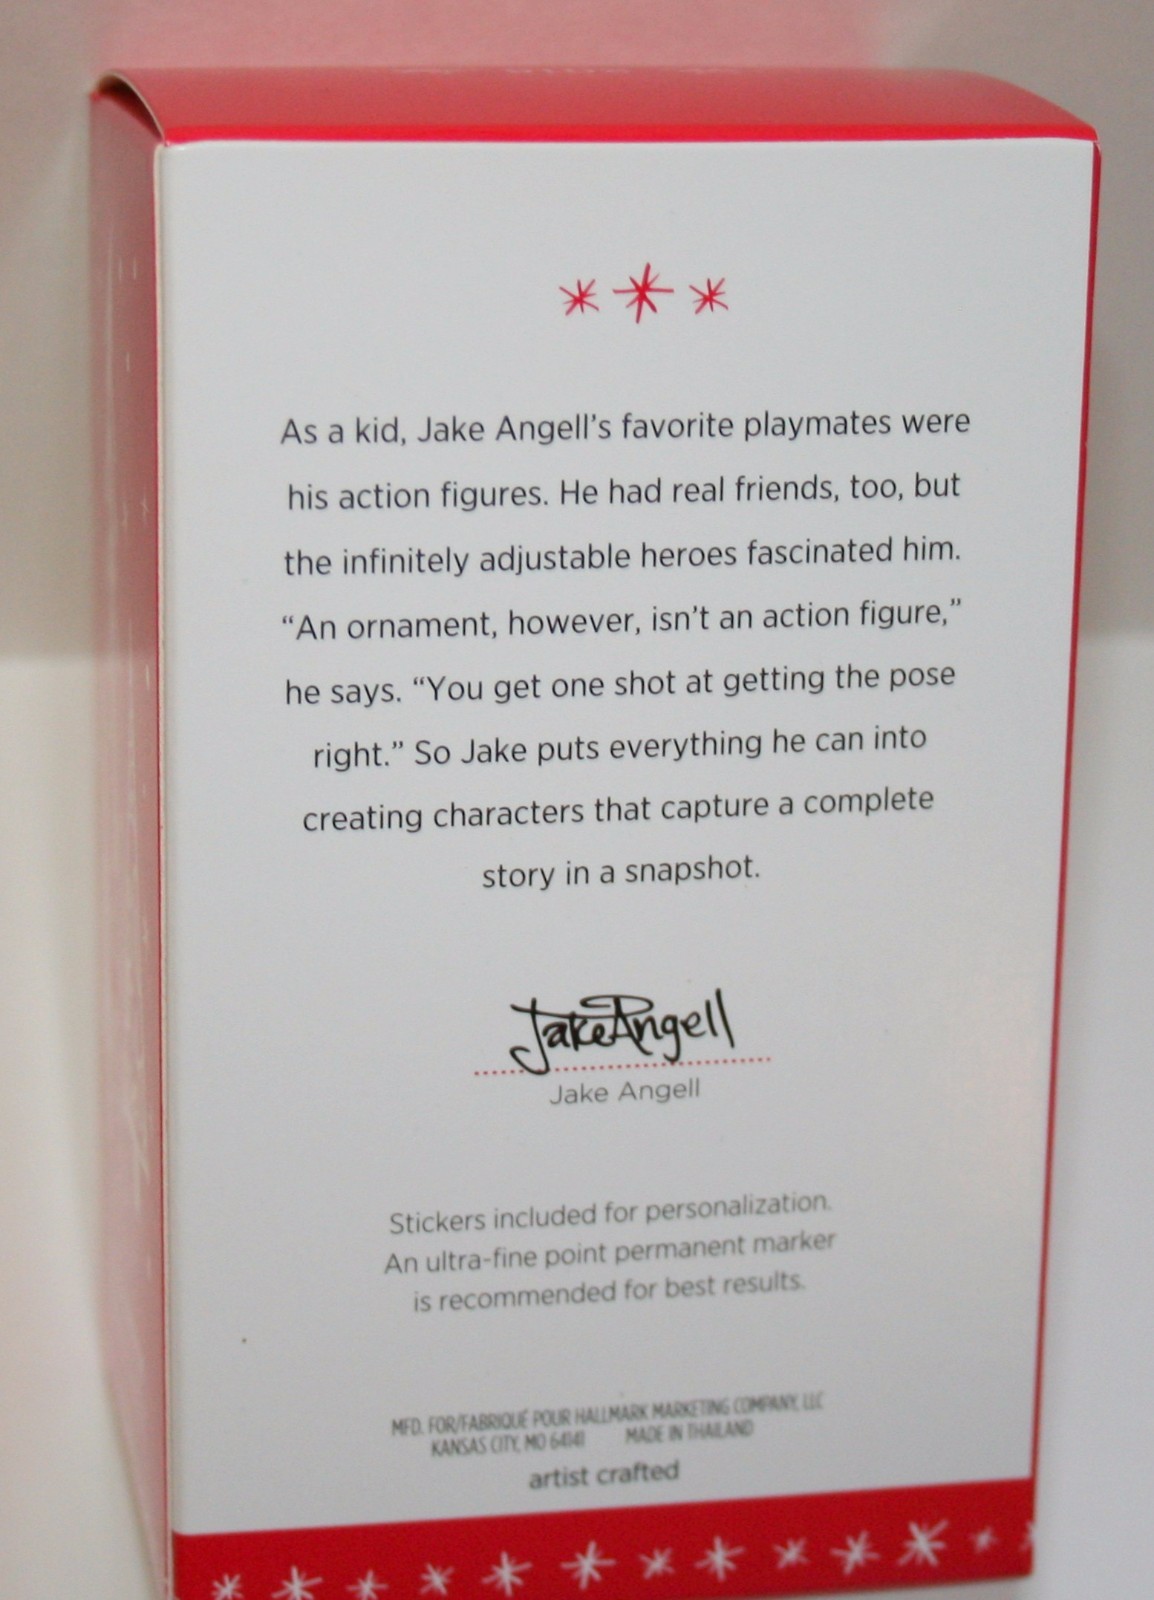 As a kid, Jake Angell’s favorite playmates were
his action figures. He had real friends, too, but
the infinitely adjustable heroes fascinated him.
“An ornament, however, isn’t an action figure,”
he says. “You get one shot at getting the pose
right.” So Jake puts everything he can into
creating characters that capture a complete
story in a snapshot.
Jake Angell
Jake Angell
Stickers included for personalization.
An ultra-fine point permanent marker
is recommended for best results.
MFD. FOR/FABRIQUÉ POUR HALLMARK MARKETING COMPANY, LLC
KANSAS CITY, MO 64141 MADE IN THAILAND
artist crafted